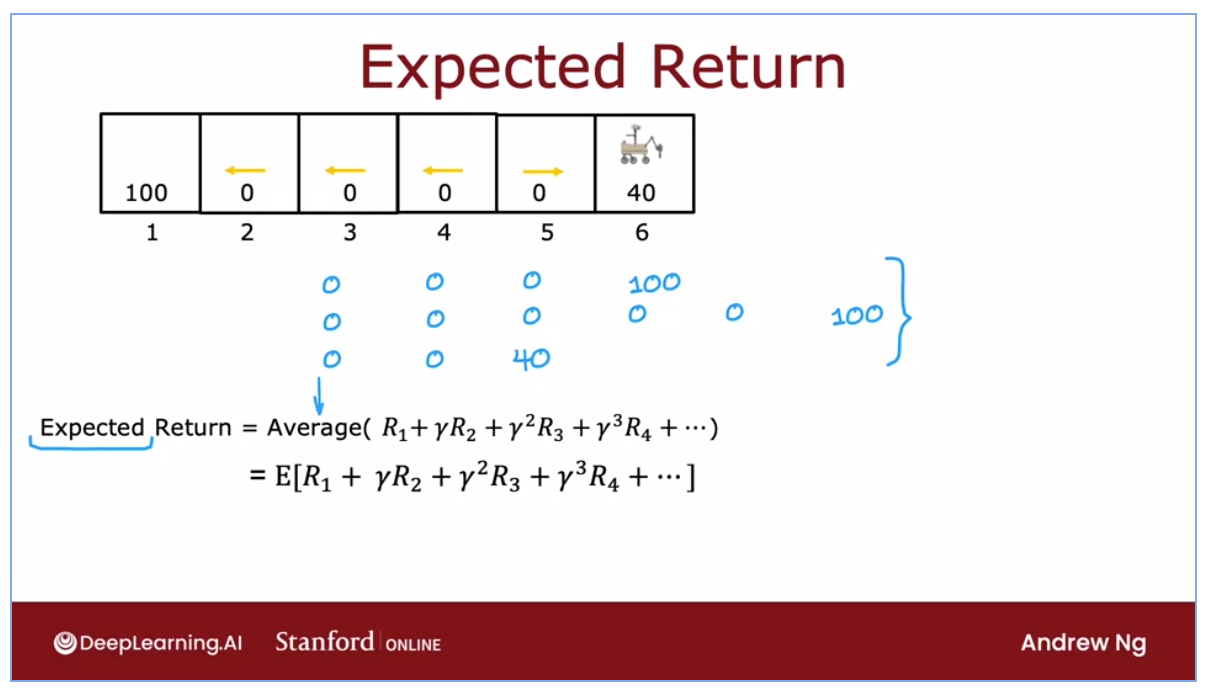 Expected Return
100 0 0 0 0 40
1 2 3 4 5 6
0 0 0 100
0 0 0 0 0 100
0 0 40
Expected Return = Average( R₁+ γR₂ + γ²R₃ + γ³R₄ + ⋯)
= E[R₁ + γR₂ + γ²R₃ + γ³R₄ + ⋯]
DeepLearning.AI Stanford ONLINE Andrew Ng